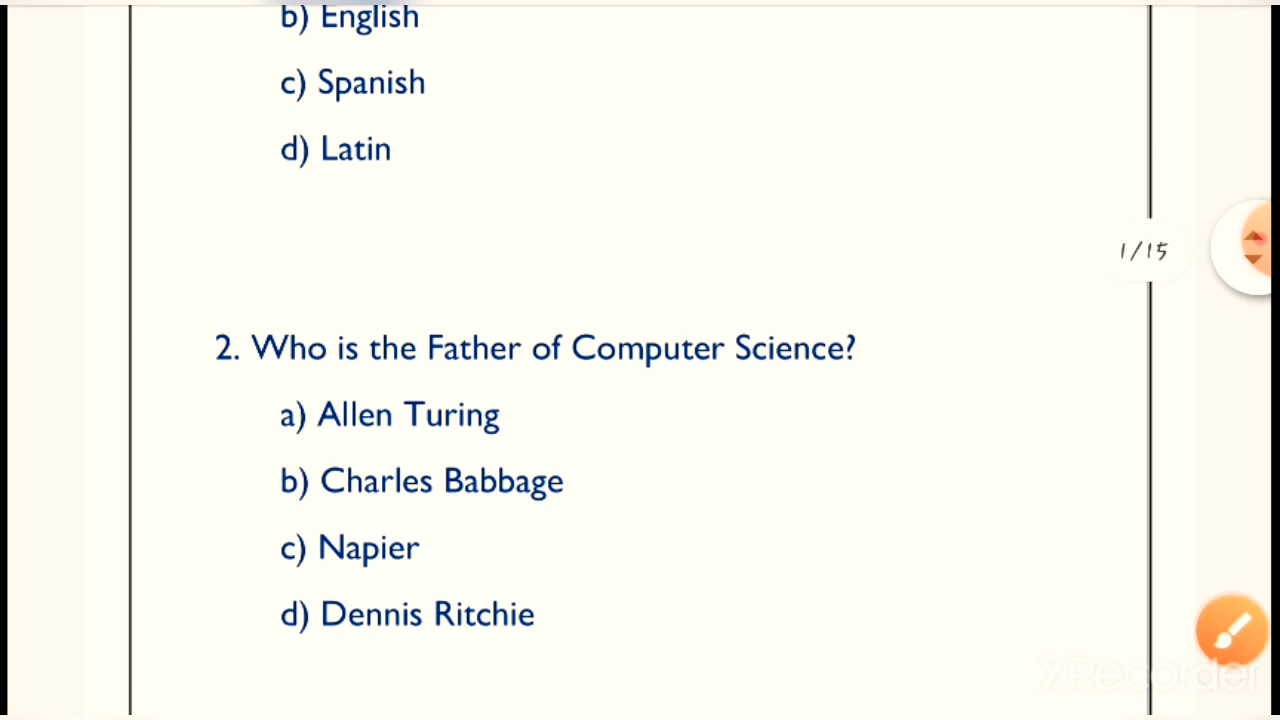 b) English
c) Spanish
d) Latin
1/15
2. Who is the Father of Computer Science?
a) Allen Turing
b) Charles Babbage
c) Napier
d) Dennis Ritchie
XRecorder